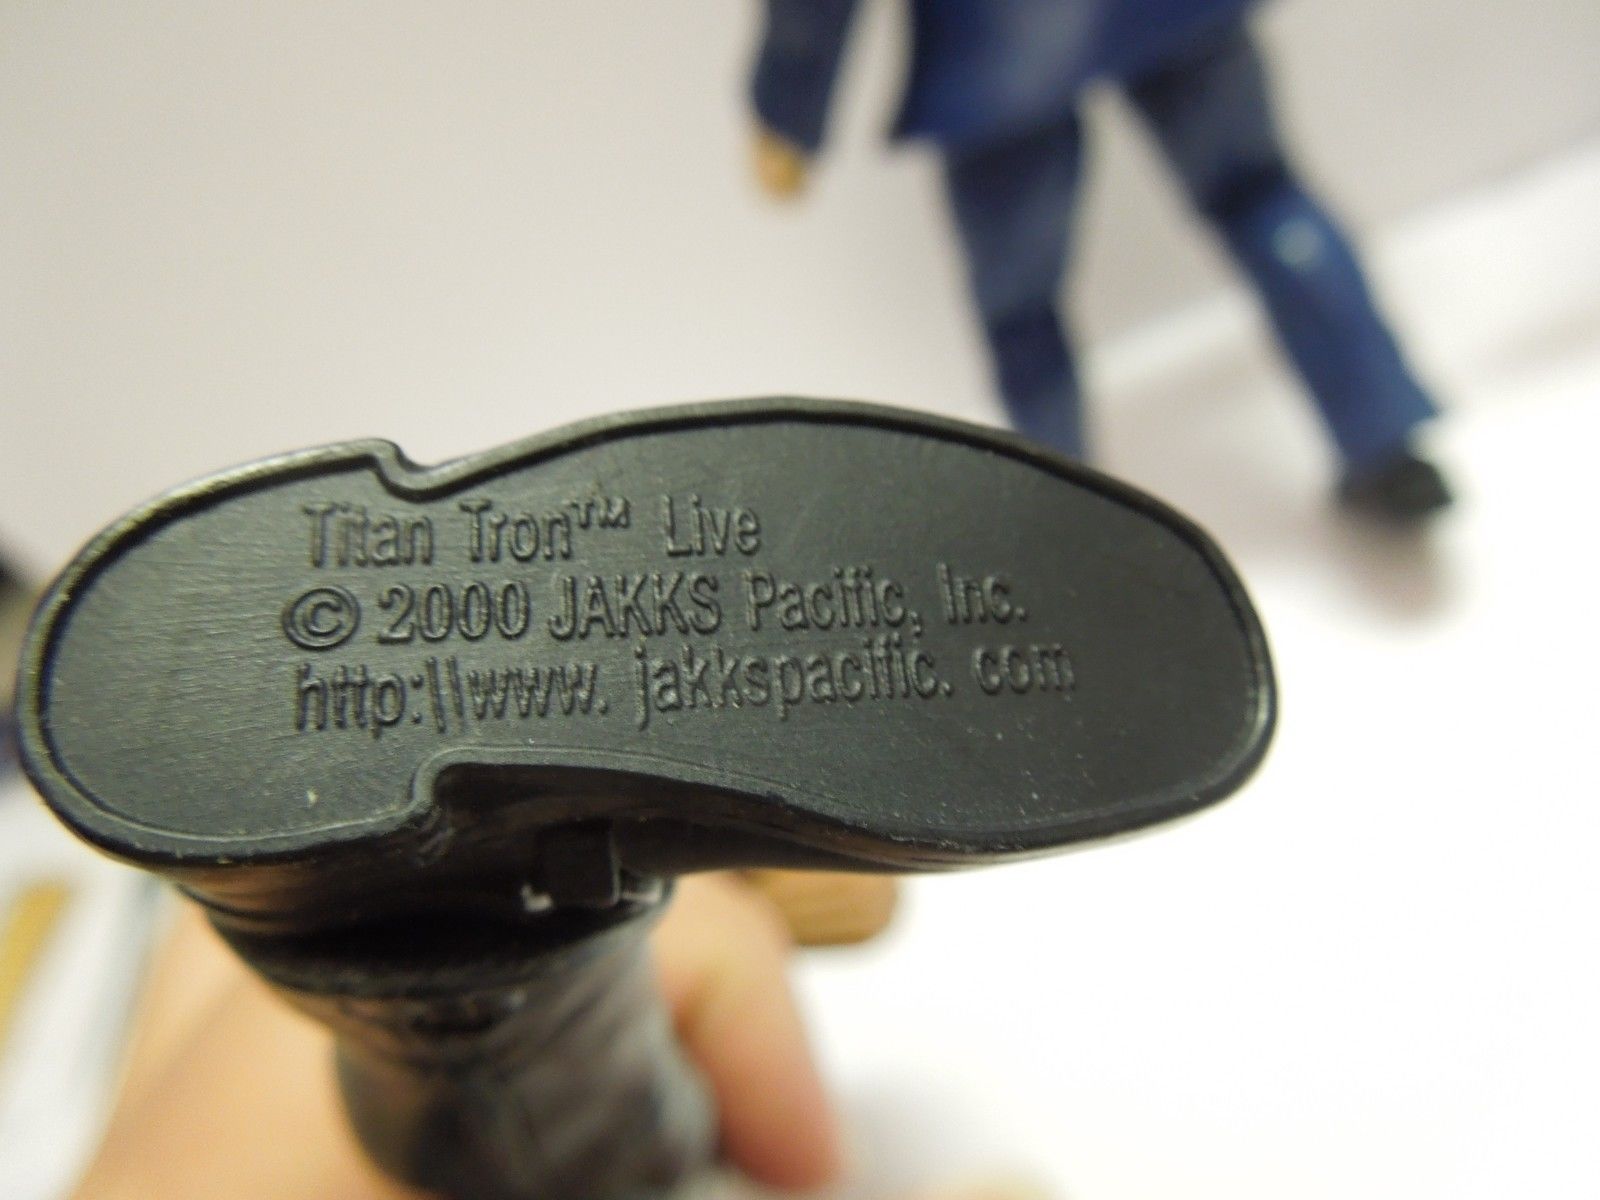 Titan Tron™ Live
© 2000 JAKKS Pacific, Inc.
http:\\www. jakkspacific. com